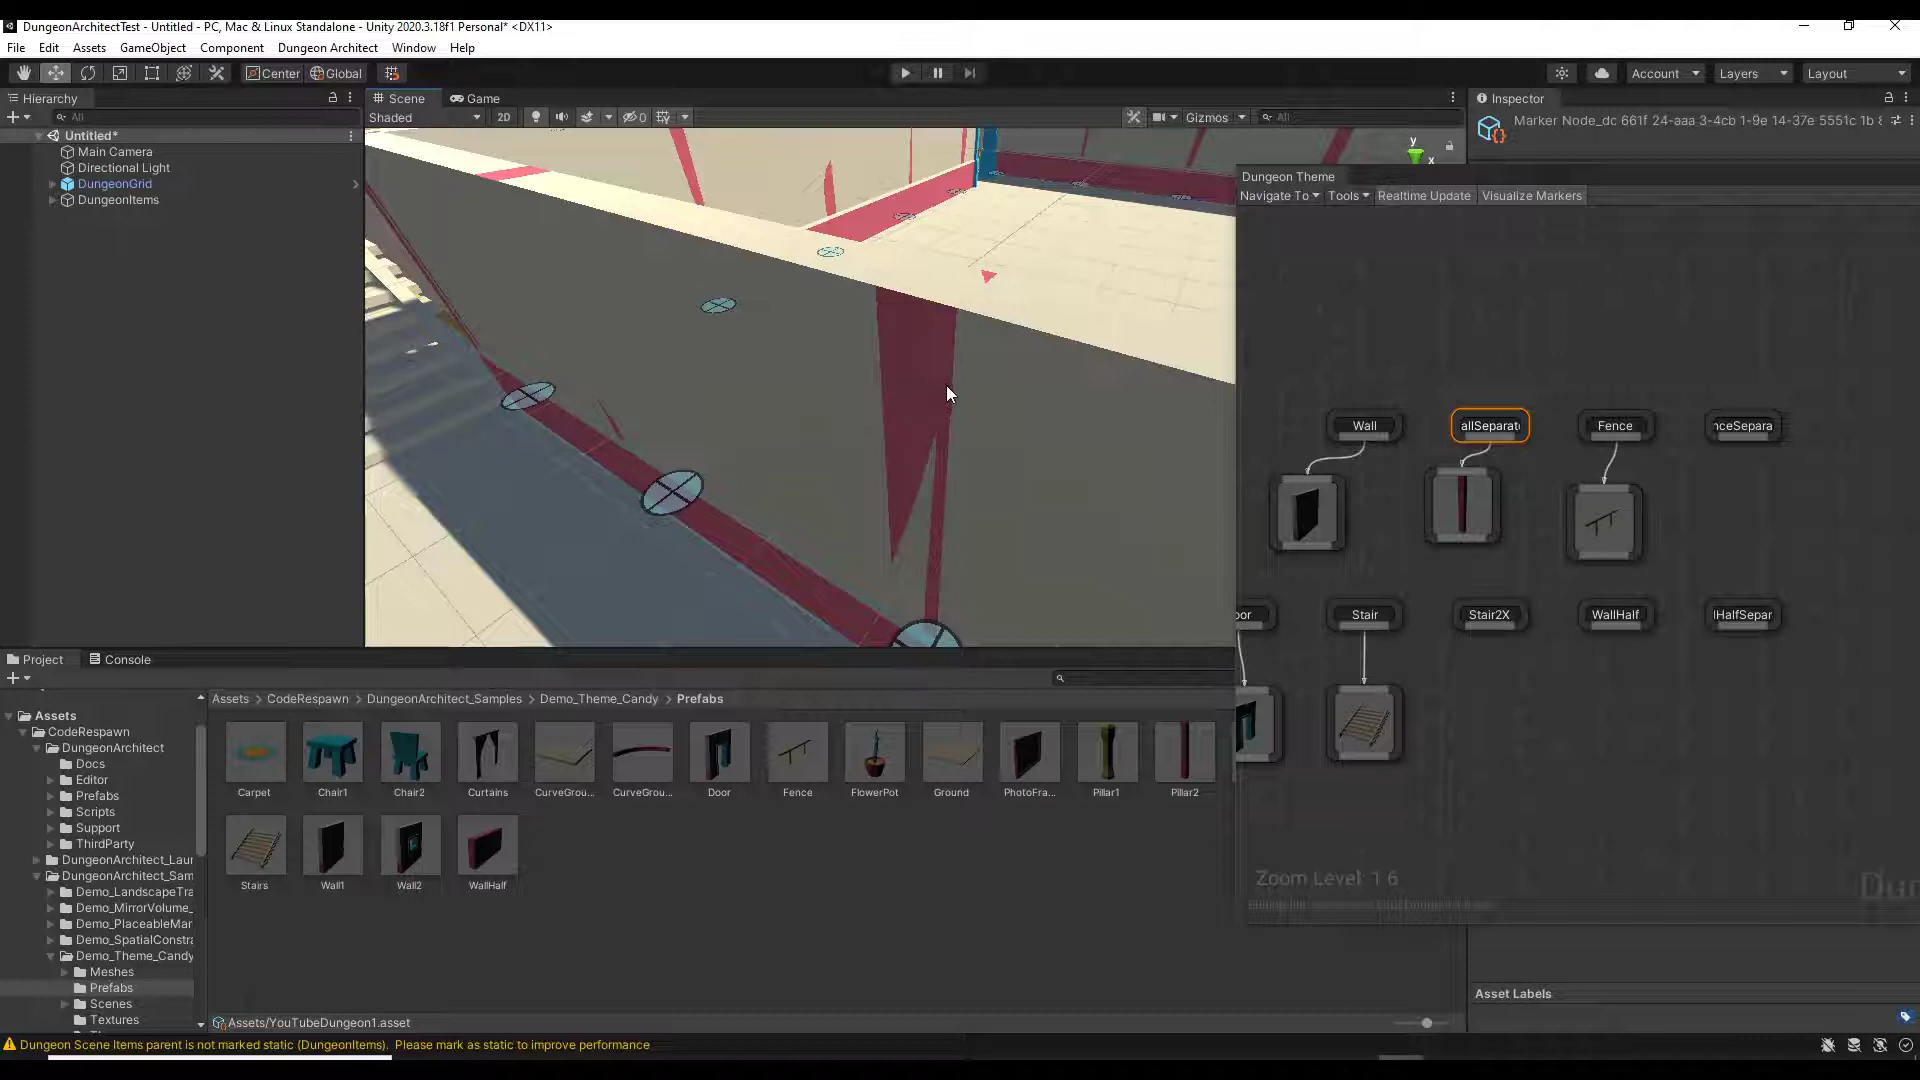 DungeonArchitectTest - Untitled - PC, Mac & Linux Standalone - Unity 2020.3.18f1 Personal* <DX11>
File Edit Assets GameObject Component Dungeon Architect Window Help
Center Global Account Layers Layout
Hierarchy
All
Untitled*
Main Camera
Directional Light
DungeonGrid
DungeonItems
Scene Game
Shaded 2D 0 Gizmos All
y
x
Inspector
Marker Node_dc 661f 24-aaa 3-4cb 1-9e 14-37e 5551c 1b 8
Dungeon Theme
Navigate To Tools Realtime Update Visualize Markers
Wall allSeparat Fence nceSepara
oor Stair Stair2X WallHalf lHalfSepar
Zoom Level: 1 6
Dun
Asset Labels
Project Console
Assets > CodeRespawn > DungeonArchitect_Samples > Demo_Theme_Candy > Prefabs
Assets
CodeRespawn
DungeonArchitect
Docs
Editor
Prefabs
Scripts
Support
ThirdParty
DungeonArchitect_Laun
DungeonArchitect_Sam
Demo_LandscapeTra
Demo_MirrorVolume_
Demo_PlaceableMar
Demo_SpatialConstra
Demo_Theme_Candy
Meshes
Prefabs
Scenes
Textures
Carpet Chair1 Chair2 Curtains CurveGrou... CurveGrou... Door Fence FlowerPot Ground PhotoFra... Pillar1 Pillar2
Stairs Wall1 Wall2 WallHalf
Assets/YouTubeDungeon1.asset
Dungeon Scene Items parent is not marked static (DungeonItems). Please mark as static to improve performance